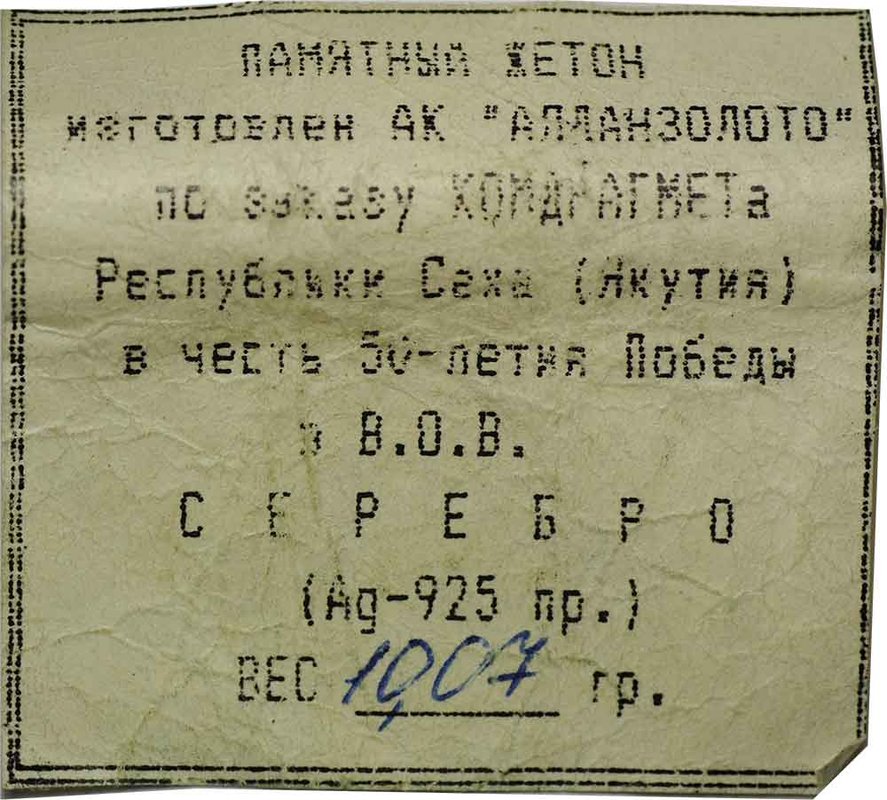 ПАМЯТНЫЙ ЖЕТОН
изготовлен АК "АЛДАНЗОЛОТО"
по заказу КОМДРАГМЕТа
Республики Саха (Якутия)
в честь 50-летия Победы
в В.О.В.
С Е Р Е Б Р О
(Ag-925 пр.)
ВЕС 10,07 гр.